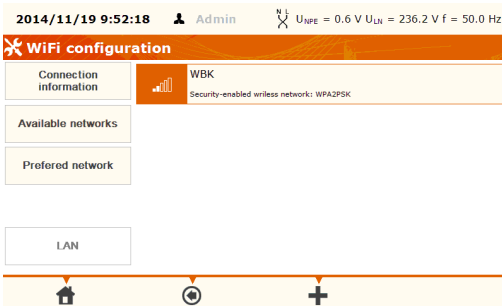 2014/11/19 9:52:18 Admin N L UNPE = 0.6 V ULN = 236.2 V f = 50.0 Hz
WiFi configuration
Connection
information
WBK
Security-enabled wriless network: WPA2PSK
Available networks
Prefered network
LAN